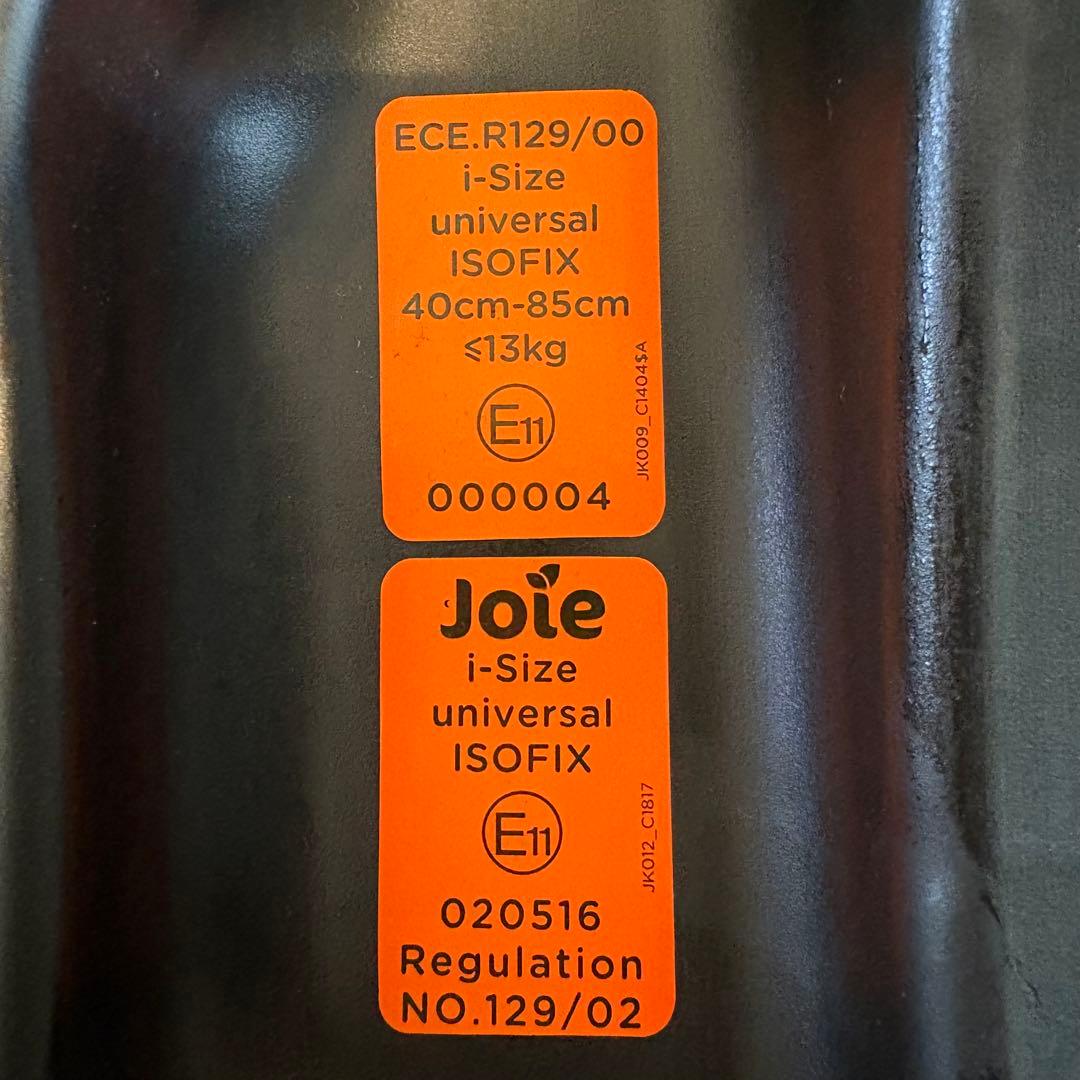 ECE.R129/00
i-Size
universal
ISOFIX
40cm-85cm
≤13kg
E11
000004
JK009_C1404$A
Joie
i-Size
universal
ISOFIX
E11
020516
Regulation
NO.129/02
JK012_C1817